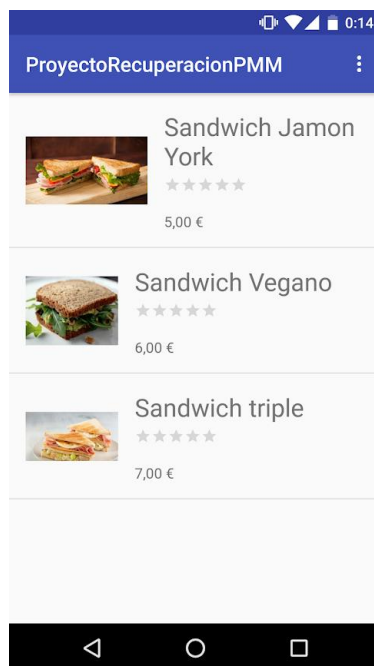 0:14
ProyectoRecuperacionPMM
Sandwich Jamon
York
5,00 €
Sandwich Vegano
6,00 €
Sandwich triple
7,00 €